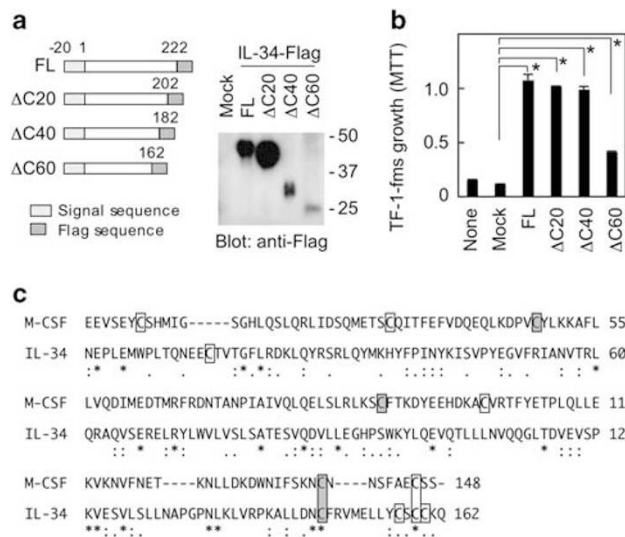 a
-20 1 222
FL
202
ΔC20
182
ΔC40
162
ΔC60
Signal sequence
Flag sequence
IL-34-Flag
Mock
FL
ΔC20
ΔC40
ΔC60
- 50
- 37
- 25
Blot: anti-Flag
b
TF-1-fms growth (MTT)
1.0
0.5
0
*
*
*
*
None
Mock
FL
ΔC20
ΔC40
ΔC60
c
M-CSF EEVSEYCSHMIG-----SGHLQSLQRLIDSQMETSCQITFEFVDQEQLKDPVCYLKKAFL 55
IL-34 NEPLEMWPLTQNEECTVTGFLRDKLQYRSRLQYMKHYFPINYKISVPYEGVFRIANVTRL 60
M-CSF LVQDIMEDTMRFRDNTANPIAIVQLQELSLRLKSCFTKDYEEHDKACVRTFYETPLQLLE 11
IL-34 QRAQVSERELRYLWVLVSLSATESVQDVLLEGHPSWKYLQEVQTLLLNVQQGLTDVEVSP 12
M-CSF KVKNVFNET----KNLLDKDWNIFSKNCN----NSFAECSS- 148
IL-34 KVESVLSLLNAPGPNLKLVRPKALLDNCFRVMELLYCSCCKQ 162